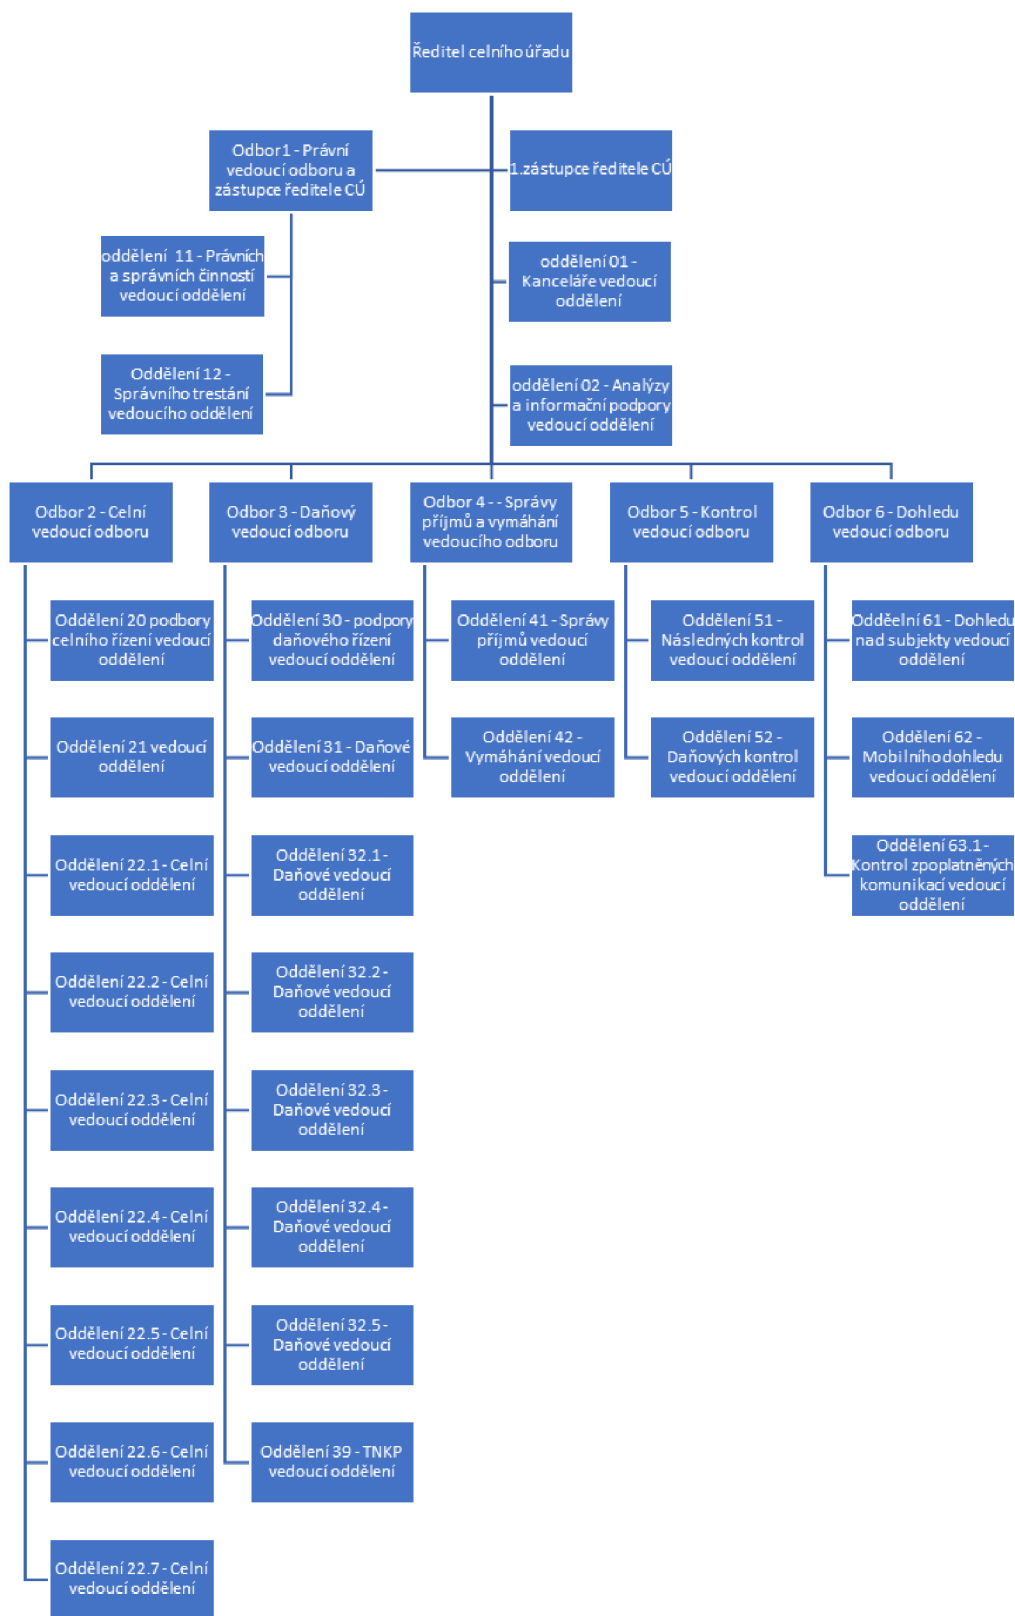 Ředitel celního úřadu
Odbor 1 - Právní
vedoucí odboru a
zástupce ředitele CÚ
1.zástupce ředitele CÚ
oddělení 11 - Právních
a správních činností
vedoucí oddělení
oddělení 01 -
Kanceláře vedoucí
oddělení
Oddělení 12 -
Správního trestání
vedoucího oddělení
oddělení 02 - Analýzy
a informační podpory
vedoucí oddělení
Odbor 2 - Celní
vedoucí odboru
Odbor 3 - Daňový
vedoucí odboru
Odbor 4 - - Správy
příjmů a vymáhání
vedoucího odboru
Odbor 5 - Kontrol
vedoucí odboru
Odbor 6 - Dohledu
vedoucí odboru
Oddělení 20 podbory
celního řízení vedoucí
oddělení
Oddělení 21 vedoucí
oddělení
Oddělení 22.1 - Celní
vedoucí oddělení
Oddělení 22.2 - Celní
vedoucí oddělení
Oddělení 22.3 - Celní
vedoucí oddělení
Oddělení 22.4 - Celní
vedoucí oddělení
Oddělení 22.5 - Celní
vedoucí oddělení
Oddělení 22.6 - Celní
vedoucí oddělení
Oddělení 22.7 - Celní
vedoucí oddělení
Oddělení 30 - podpory
daňového řízení
vedoucí oddělení
Oddělení 31 - Daňové
vedoucí oddělení
Oddělení 32.1 -
Daňové vedoucí
oddělení
Oddělení 32.2 -
Daňové vedoucí
oddělení
Oddělení 32.3 -
Daňové vedoucí
oddělení
Oddělení 32.4 -
Daňové vedoucí
oddělení
Oddělení 32.5 -
Daňové vedoucí
oddělení
Oddělení 39 - TNKP
vedoucí oddělení
Oddělení 41 - Správy
příjmů vedoucí
oddělení
Oddělení 42 -
Vymáhání vedoucí
oddělení
Oddělení 51 -
Následných kontrol
vedoucí oddělení
Oddělení 52 -
Daňových kontrol
vedoucí oddělení
Odděelní 61 - Dohledu
nad subjekty vedoucí
oddělení
Oddělení 62 -
Mobilního dohledu
vedoucí oddělení
Oddělení 63.1 -
Kontrol zpoplatněných
komunikací vedoucí
oddělení